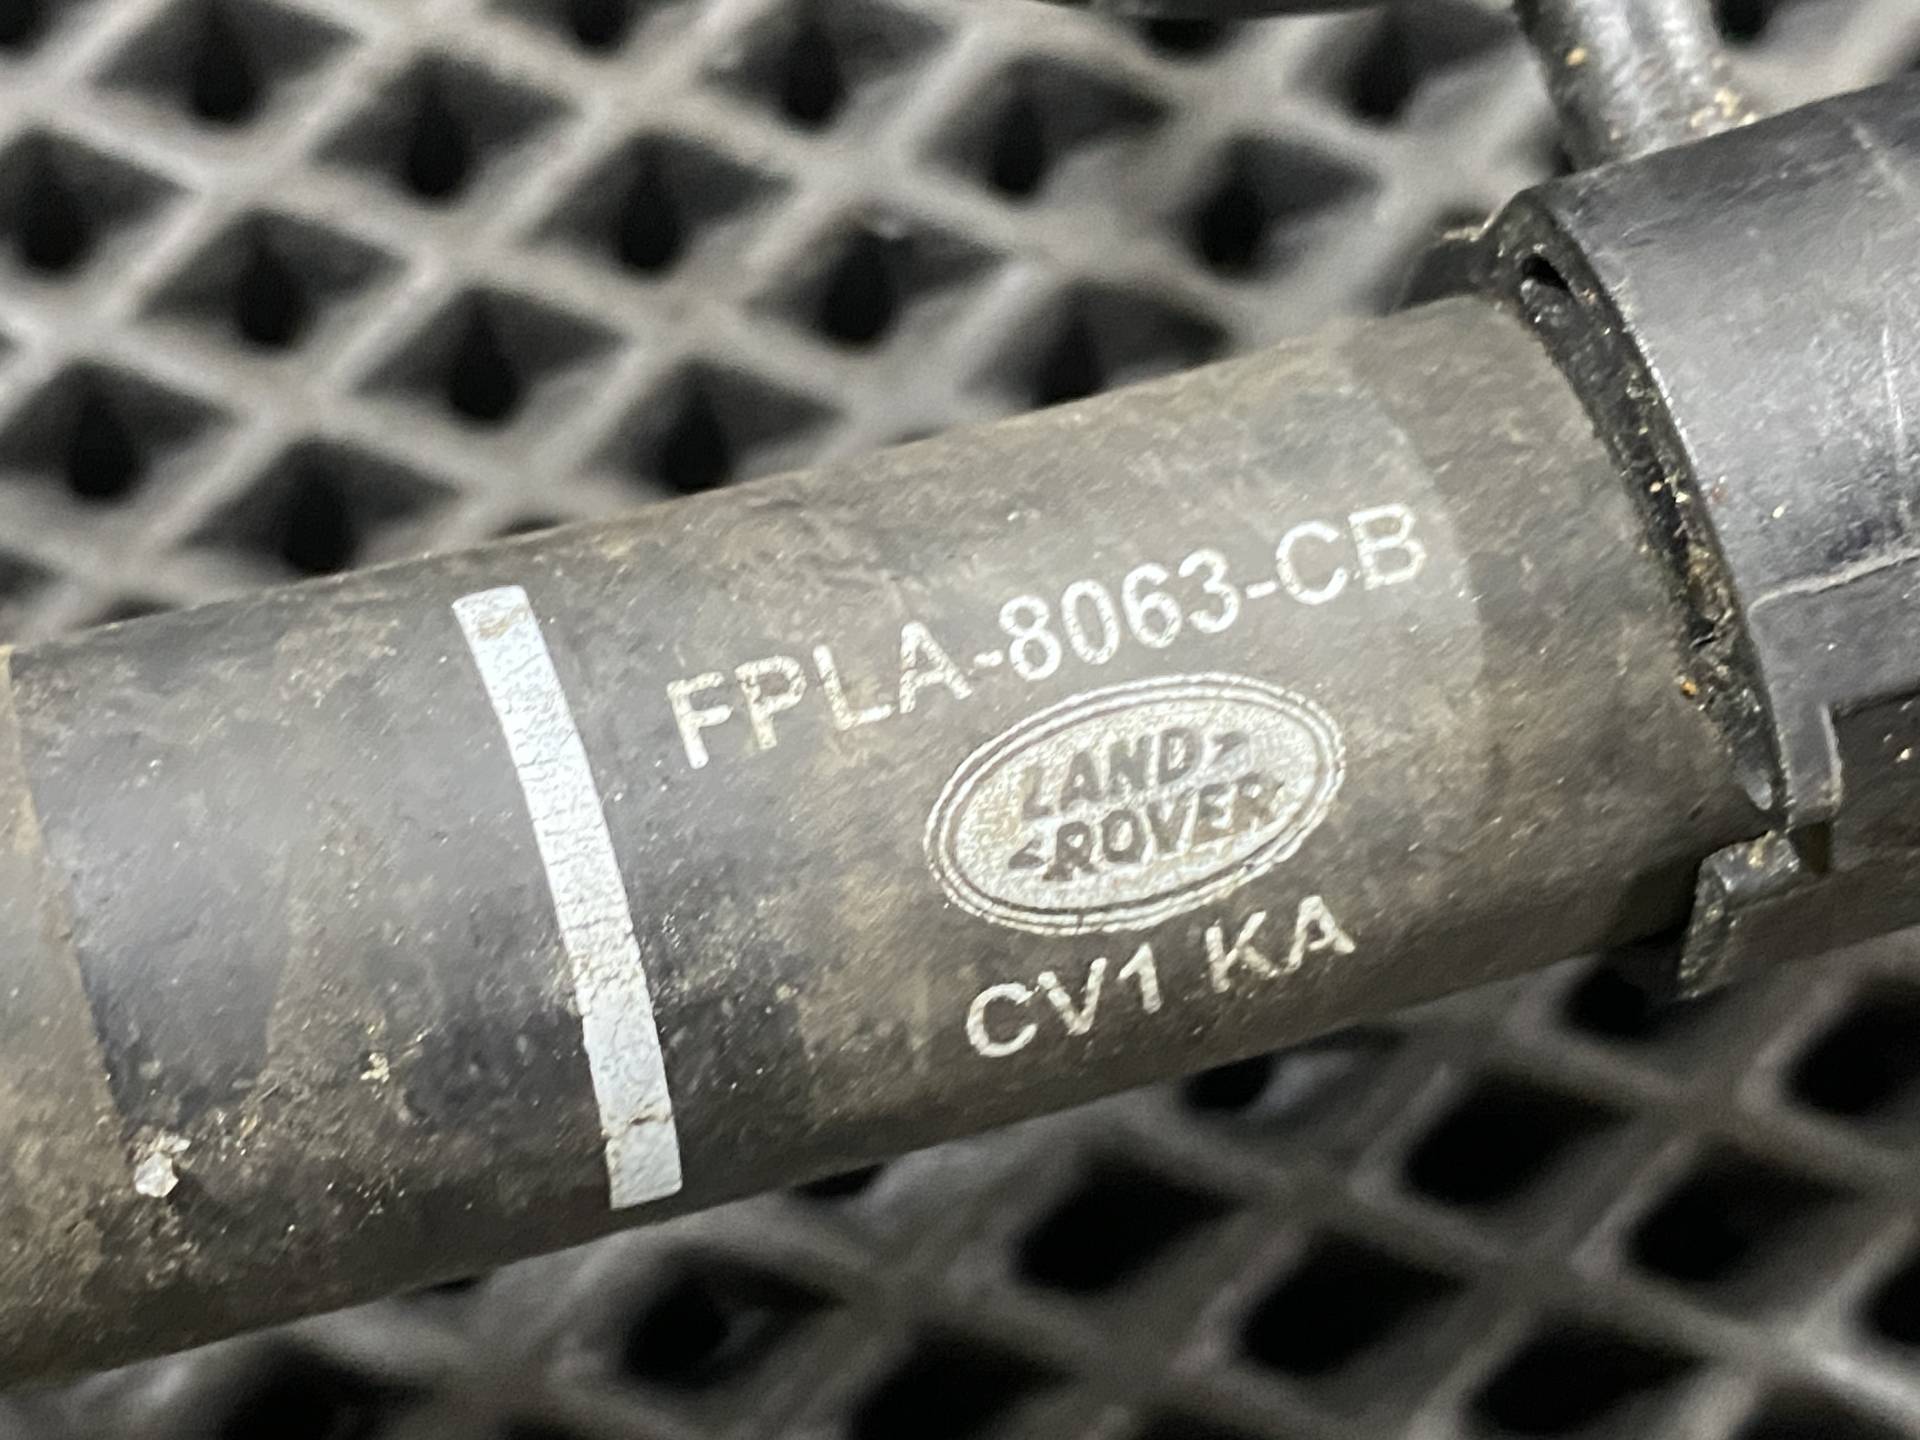 FPLA-8063-CB
LAND
ROVER
CV1 KA